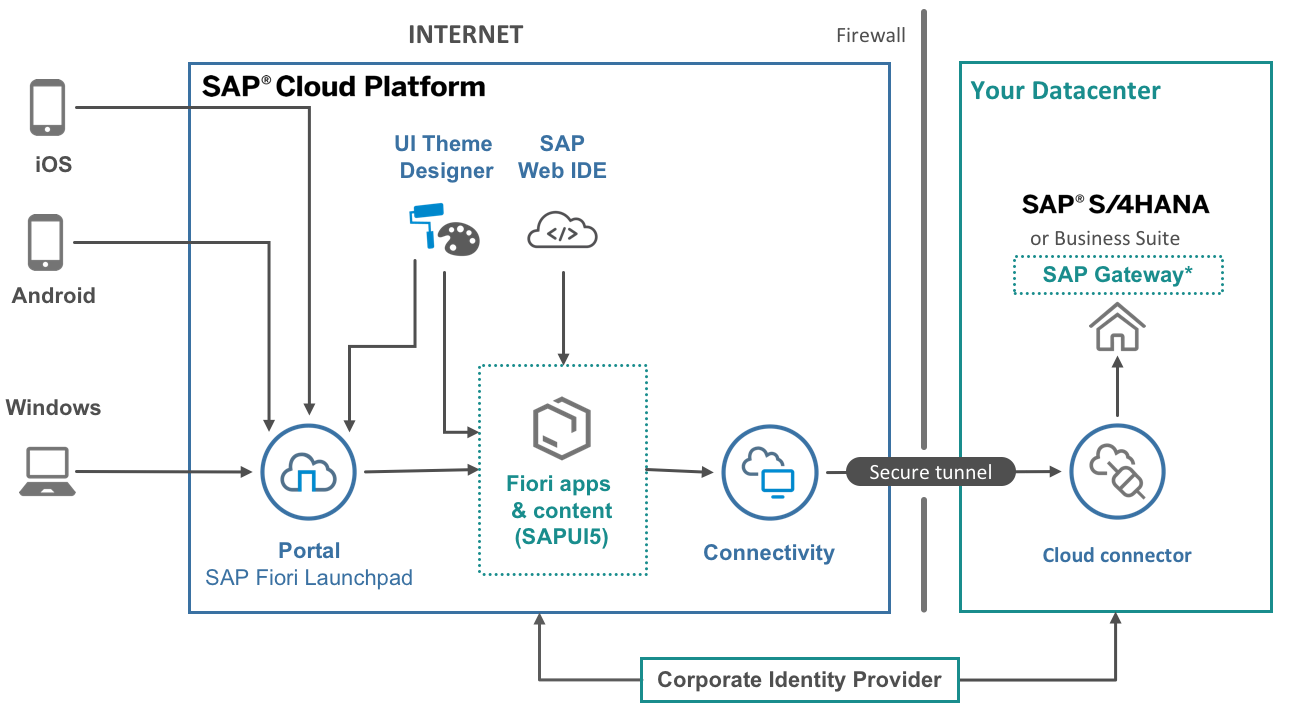 INTERNET
Firewall
SAP® Cloud Platform
Your Datacenter
iOS
UI Theme
Designer
SAP
Web IDE
</>
SAP® S/4HANA
or Business Suite
SAP Gateway*
Android
Windows
Fiori apps
& content
(SAPUI5)
Secure tunnel
Portal
SAP Fiori Launchpad
Connectivity
Cloud connector
Corporate Identity Provider